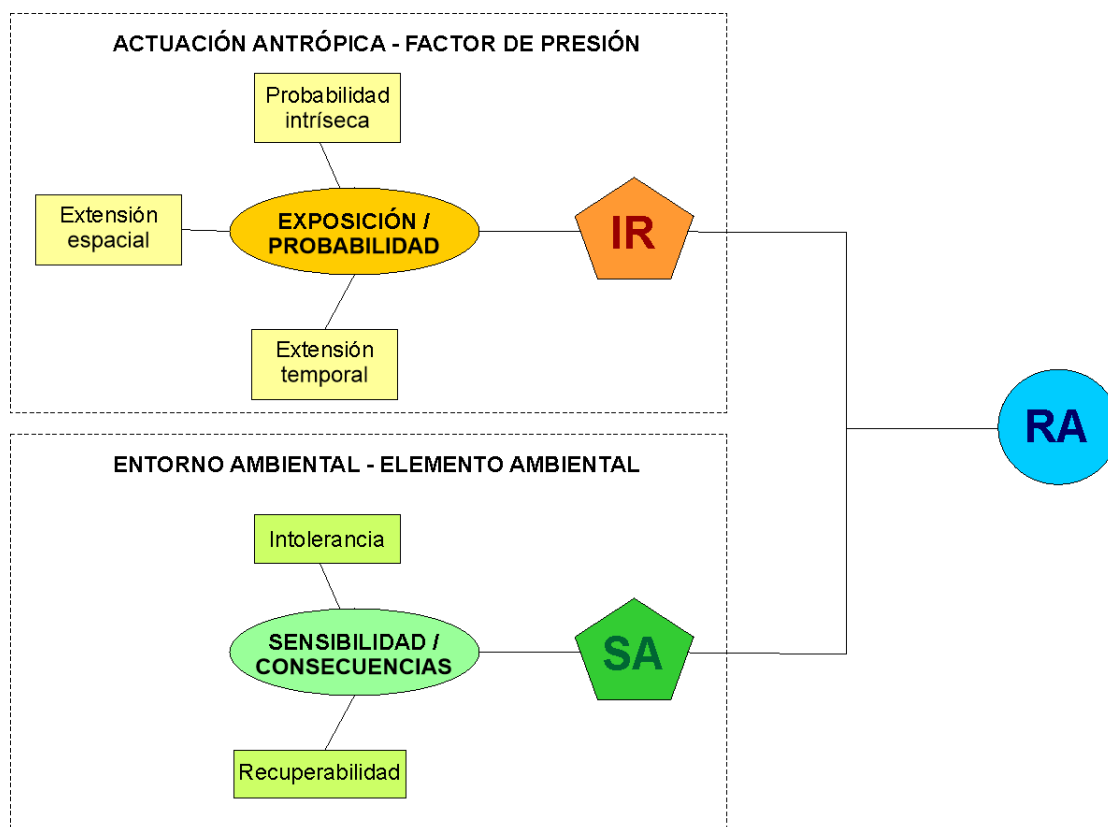 ACTUACIÓN ANTRÓPICA - FACTOR DE PRESIÓN
Probabilidad
intríseca
Extensión
espacial
EXPOSICIÓN /
PROBABILIDAD
IR
Extensión
temporal
RA
ENTORNO AMBIENTAL - ELEMENTO AMBIENTAL
Intolerancia
SENSIBILIDAD /
CONSECUENCIAS
SA
Recuperabilidad